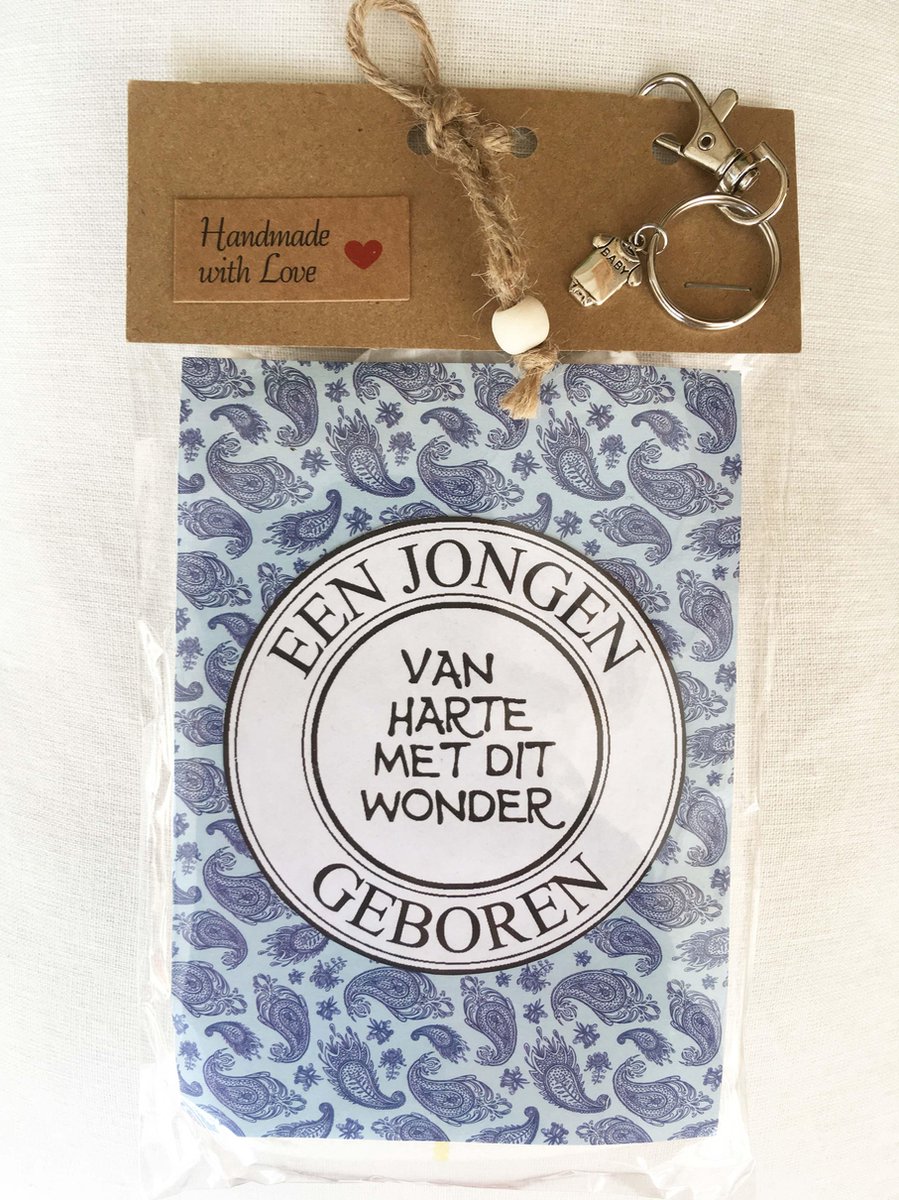 Handmade
with Love
BABY
EEN JONGEN
VAN
HARTE
MET DIT
WONDER
GEBOREN